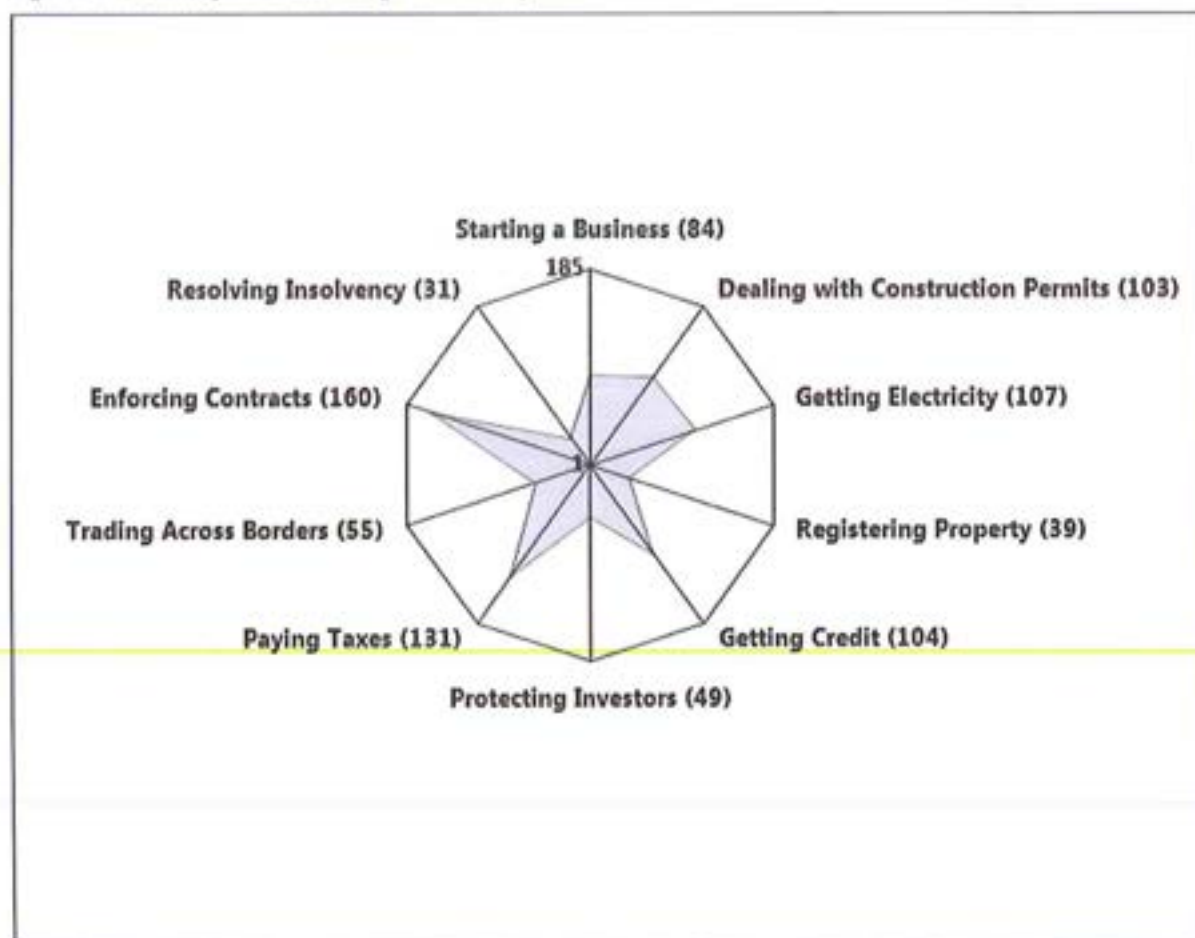 Starting a Business (84)
185
Resolving Insolvency (31)
Dealing with Construction Permits (103)
Enforcing Contracts (160)
Getting Electricity (107)
1
Trading Across Borders (55)
Registering Property (39)
Paying Taxes (131)
Getting Credit (104)
Protecting Investors (49)